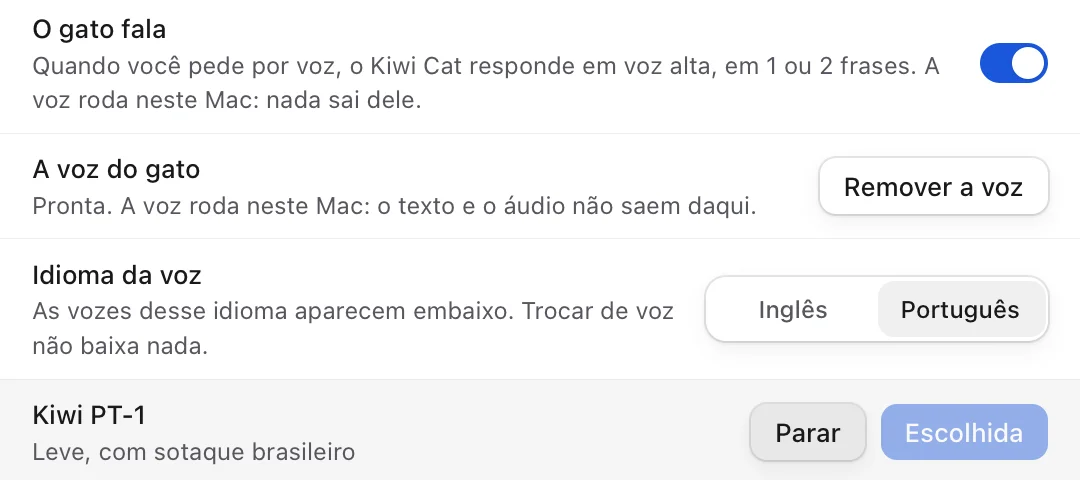 O gato fala
Quando você pede por voz, o Kiwi Cat responde em voz alta, em 1 ou 2 frases. A
voz roda neste Mac: nada sai dele.
A voz do gato
Pronta. A voz roda neste Mac: o texto e o áudio não saem daqui.
Remover a voz
Idioma da voz
As vozes desse idioma aparecem embaixo. Trocar de voz
não baixa nada.
Inglês
Português
Kiwi PT-1
Leve, com sotaque brasileiro
Parar
Escolhida